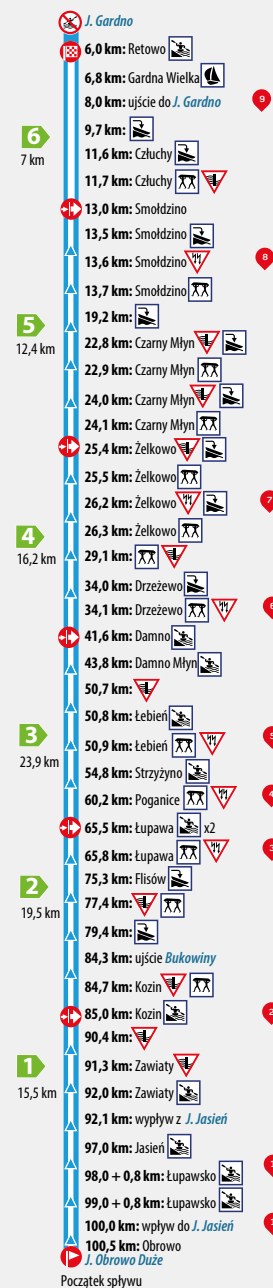 J. Gardno
6,0 km: Retowo
6,8 km: Gardna Wielka
8,0 km: ujście do J. Gardno
9
9,7 km:
6
7 km
11,6 km: Człuchy
11,7 km: Człuchy
13,0 km: Smołdzino
13,5 km: Smołdzino
13,6 km: Smołdzino
8
13,7 km: Smołdzino
19,2 km:
5
12,4 km
22,8 km: Czarny Młyn
22,9 km: Czarny Młyn
24,0 km: Czarny Młyn
24,1 km: Czarny Młyn
25,4 km: Żelkowo
25,5 km: Żelkowo
26,2 km: Żelkowo
7
26,3 km: Żelkowo
4
16,2 km
29,1 km:
34,0 km: Drzeżewo
34,1 km: Drzeżewo
6
41,6 km: Damno
43,8 km: Damno Młyn
50,7 km:
50,8 km: Łebień
3
23,9 km
50,9 km: Łebień
5
54,8 km: Strzyżyno
60,2 km: Poganice
4
65,5 km: Łupawa x2
65,8 km: Łupawa
3
75,3 km: Flisów
2
19,5 km
77,4 km:
79,4 km:
84,3 km: ujście Bukowiny
84,7 km: Kozin
85,0 km: Kozin
2
90,4 km:
1
15,5 km
91,3 km: Zawiaty
92,0 km: Zawiaty
92,1 km: wypływ z J. Jasień
97,0 km: Jasień
98,0 + 0,8 km: Łupawsko
99,0 + 0,8 km: Łupawsko
100,0 km: wpływ do J. Jasień
100,5 km: Obrowo
J. Obrowo Duże
Początek spływu